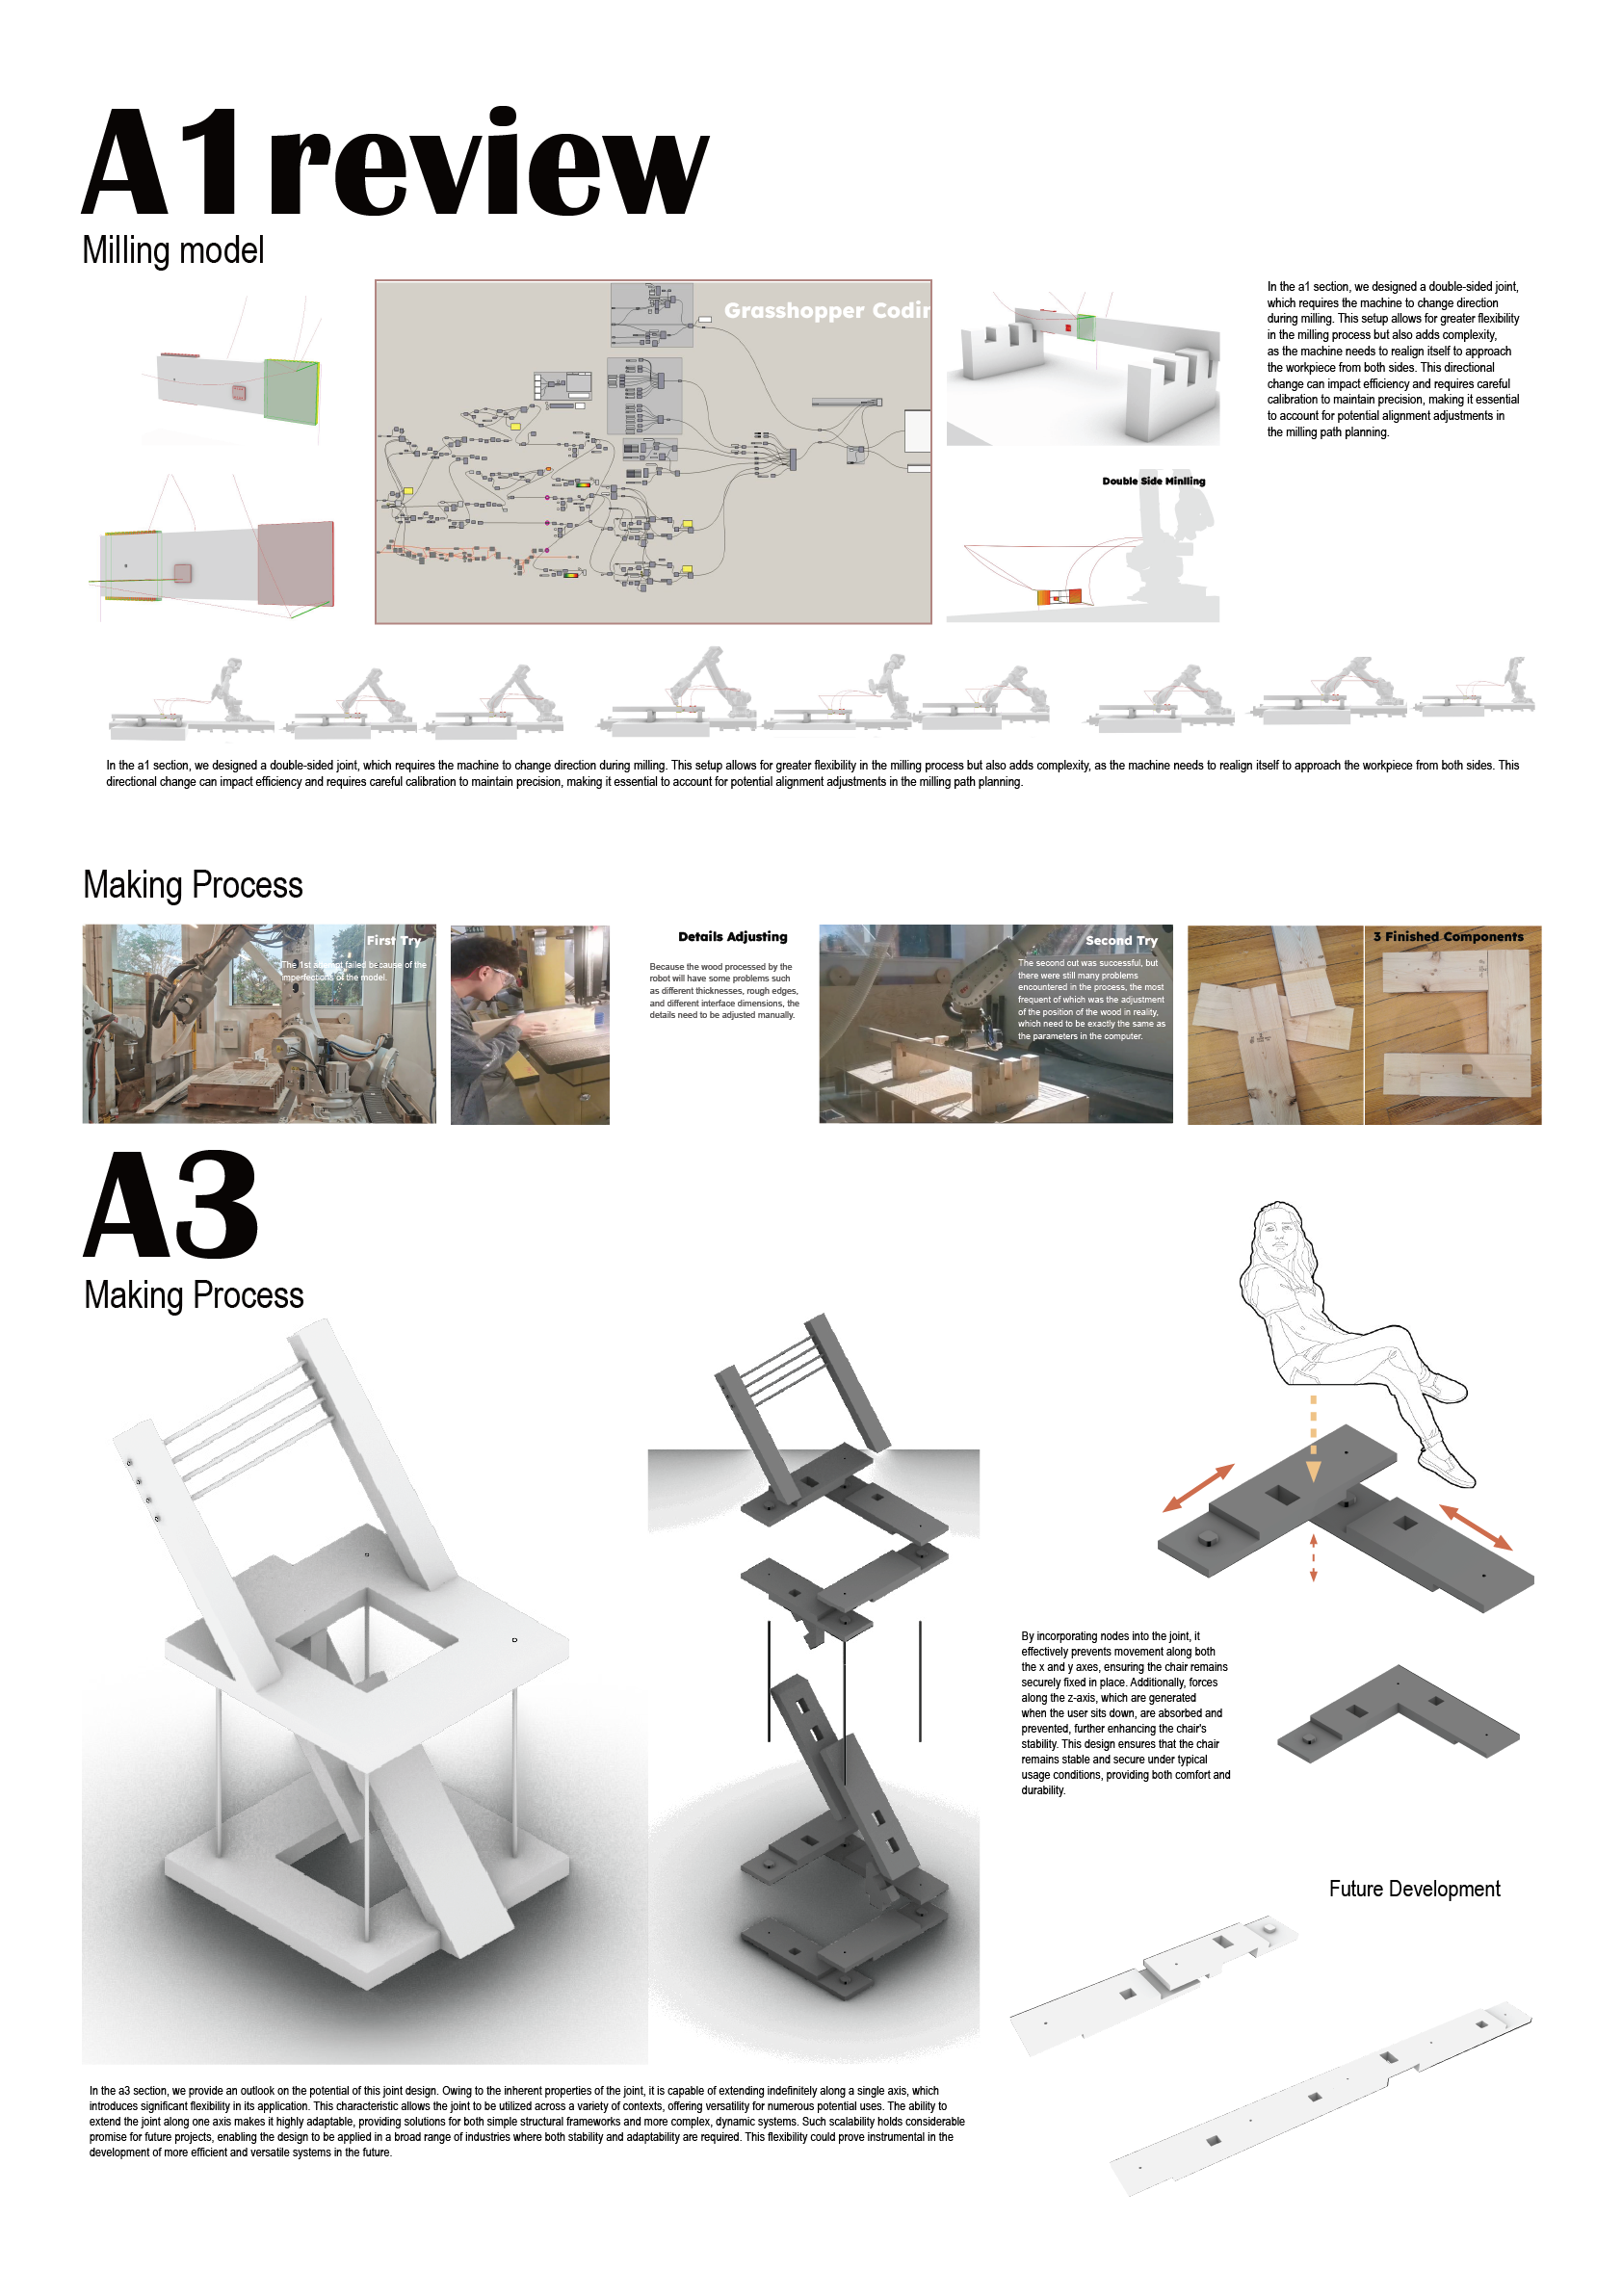 A1 review
Milling model
Grasshopper Codin
In the a1 section, we designed a double-sided joint,
which requires the machine to change direction
during milling. This setup allows for greater flexibility
in the milling process but also adds complexity,
as the machine needs to realign itself to approach
the workpiece from both sides. This directional
change can impact efficiency and requires careful
calibration to maintain precision, making it essential
to account for potential alignment adjustments in
the milling path planning.
Double Side Minlling
In the a1 section, we designed a double-sided joint, which requires the machine to change direction during milling. This setup allows for greater flexibility in the milling process but also adds complexity, as the machine needs to realign itself to approach the workpiece from both sides. This
directional change can impact efficiency and requires careful calibration to maintain precision, making it essential to account for potential alignment adjustments in the milling path planning.
Making Process
First Try
The 1st attempt failed because of the
imperfections of the model.
Details Adjusting
Because the wood processed by the
robot will have some problems such
as different thicknesses, rough edges,
and different interface dimensions, the
details need to be adjusted manually.
Second Try
The second cut was successful, but
there were still many problems
encountered in the process, the most
frequent of which was the adjustment
of the position of the wood in reality,
which need to be exactly the same as
the parameters in the computer.
3 Finished Components
A3
Making Process
By incorporating nodes into the joint, it
effectively prevents movement along both
the x and y axes, ensuring the chair remains
securely fixed in place. Additionally, forces
along the z-axis, which are generated
when the user sits down, are absorbed and
prevented, further enhancing the chair's
stability. This design ensures that the chair
remains stable and secure under typical
usage conditions, providing both comfort and
durability.
Future Development
In the a3 section, we provide an outlook on the potential of this joint design. Owing to the inherent properties of the joint, it is capable of extending indefinitely along a single axis, which
introduces significant flexibility in its application. This characteristic allows the joint to be utilized across a variety of contexts, offering versatility for numerous potential uses. The ability to
extend the joint along one axis makes it highly adaptable, providing solutions for both simple structural frameworks and more complex, dynamic systems. Such scalability holds considerable
promise for future projects, enabling the design to be applied in a broad range of industries where both stability and adaptability are required. This flexibility could prove instrumental in the
development of more efficient and versatile systems in the future.